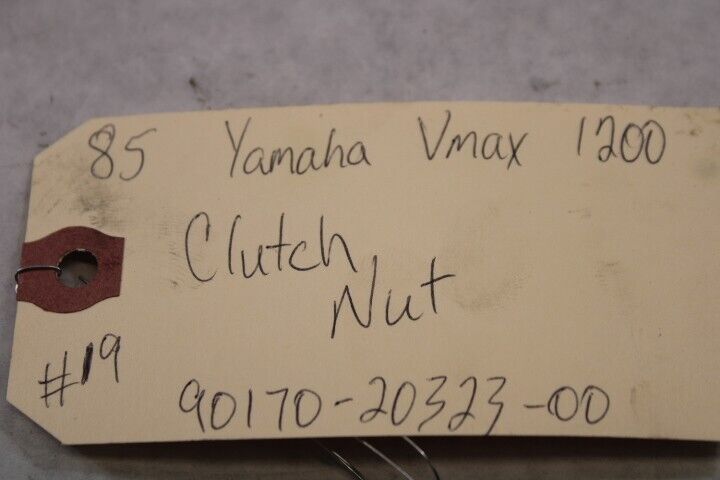 85 Yamaha Vmax 1200
Clutch
Nut
#19
90170-20323-00